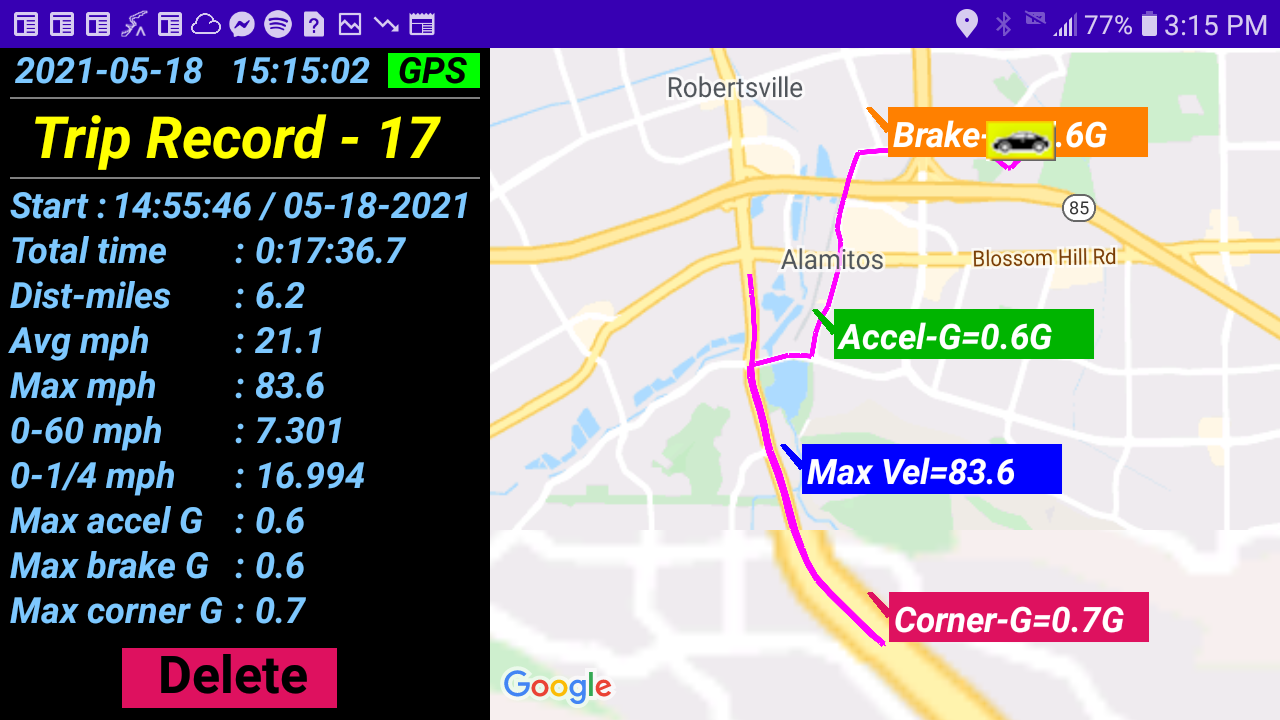 77% 3:15 PM
2021-05-18 15:15:02 GPS
Trip Record - 17
Start : 14:55:46 / 05-18-2021
Total time : 0:17:36.7
Dist-miles : 6.2
Avg mph : 21.1
Max mph : 83.6
0-60 mph : 7.301
0-1/4 mph : 16.994
Max accel G : 0.6
Max brake G : 0.6
Max corner G : 0.7
Delete
Robertsville
Brake- .6G
85
Alamitos
Blossom Hill Rd
Accel-G=0.6G
Max Vel=83.6
Corner-G=0.7G
Google